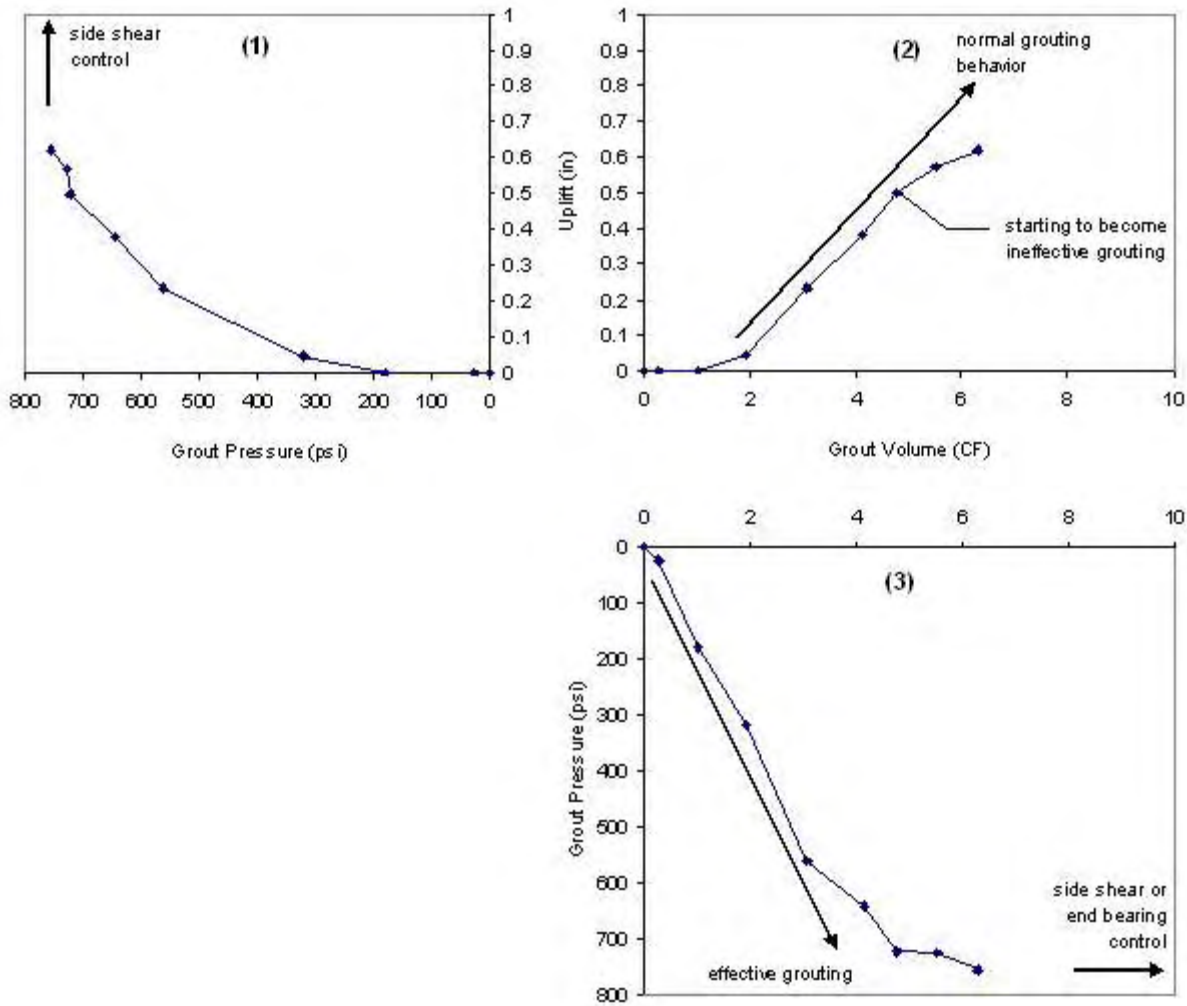 side shear
control
(1)
1
0.9
0.8
0.7
0.6
0.5
0.4
0.3
0.2
0.1
0
800 700 600 500 400 300 200 100 0
Grout Pressure (psi)
Uplift (in)
1
0.9
0.8
0.7
0.6
0.5
0.4
0.3
0.2
0.1
0
(2)
normal grouting
behavior
starting to become
ineffective grouting
0 2 4 6 8 10
Grout Volume (CF)
0 2 4 6 8 10
0
100
200
300
400
500
600
700
800
Grout Pressure (psi)
(3)
side shear or
end bearing
control
effective grouting